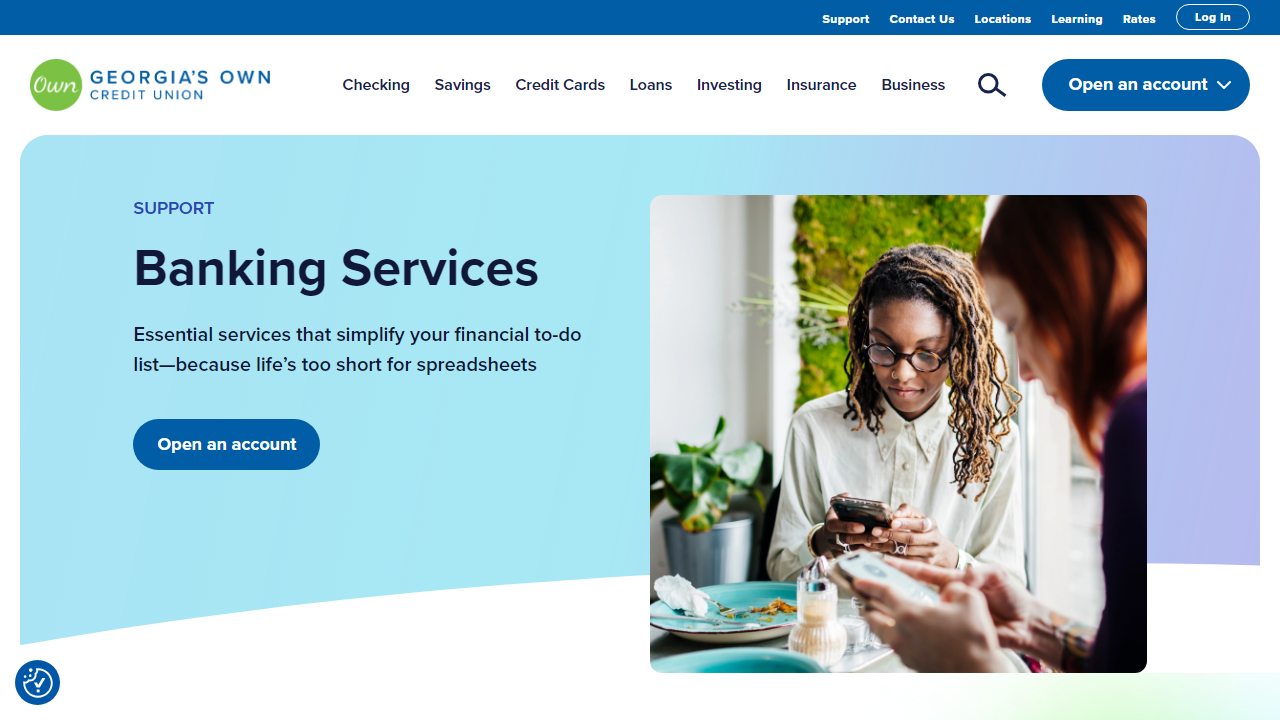 Support Contact Us Locations Learning Rates Log In
Own GEORGIA'S OWN
CREDIT UNION
Checking Savings Credit Cards Loans Investing Insurance Business Open an account
SUPPORT
Banking Services
Essential services that simplify your financial to-do
list—because life’s too short for spreadsheets
Open an account